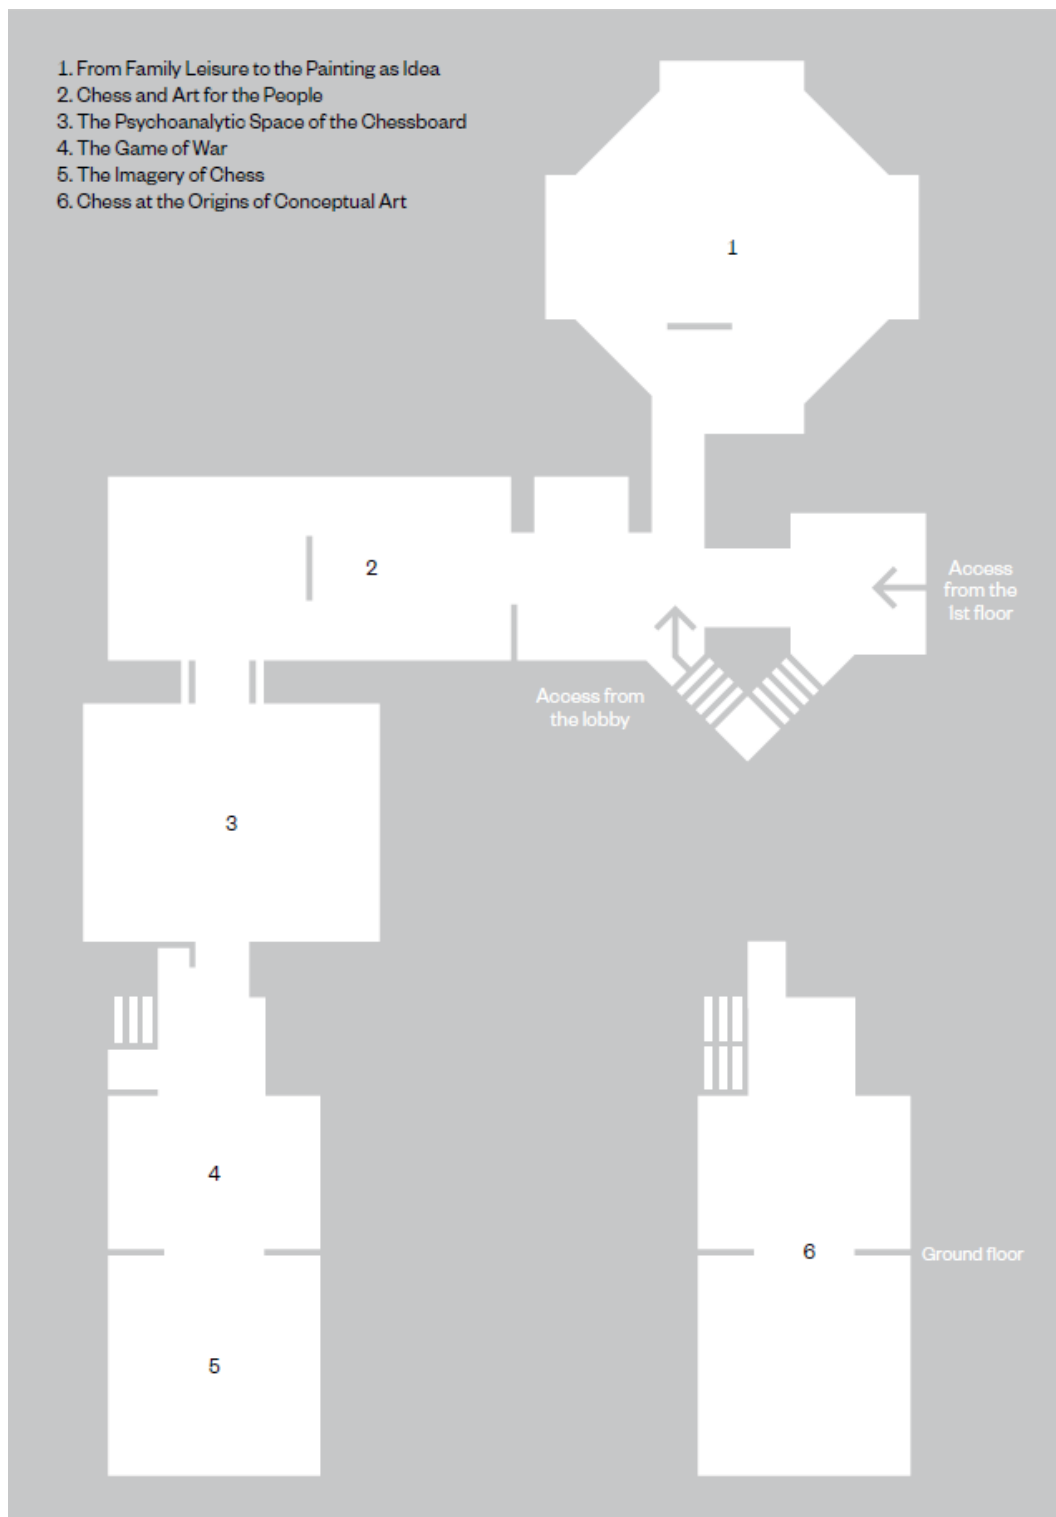 1. From Family Leisure to the Painting as Idea
2. Chess and Art for the People
3. The Psychoanalytic Space of the Chessboard
4. The Game of War
5. The Imagery of Chess
6. Chess at the Origins of Conceptual Art
1
2
Access
from the
1st floor
Access from
the lobby
3
4
6
Ground floor
5